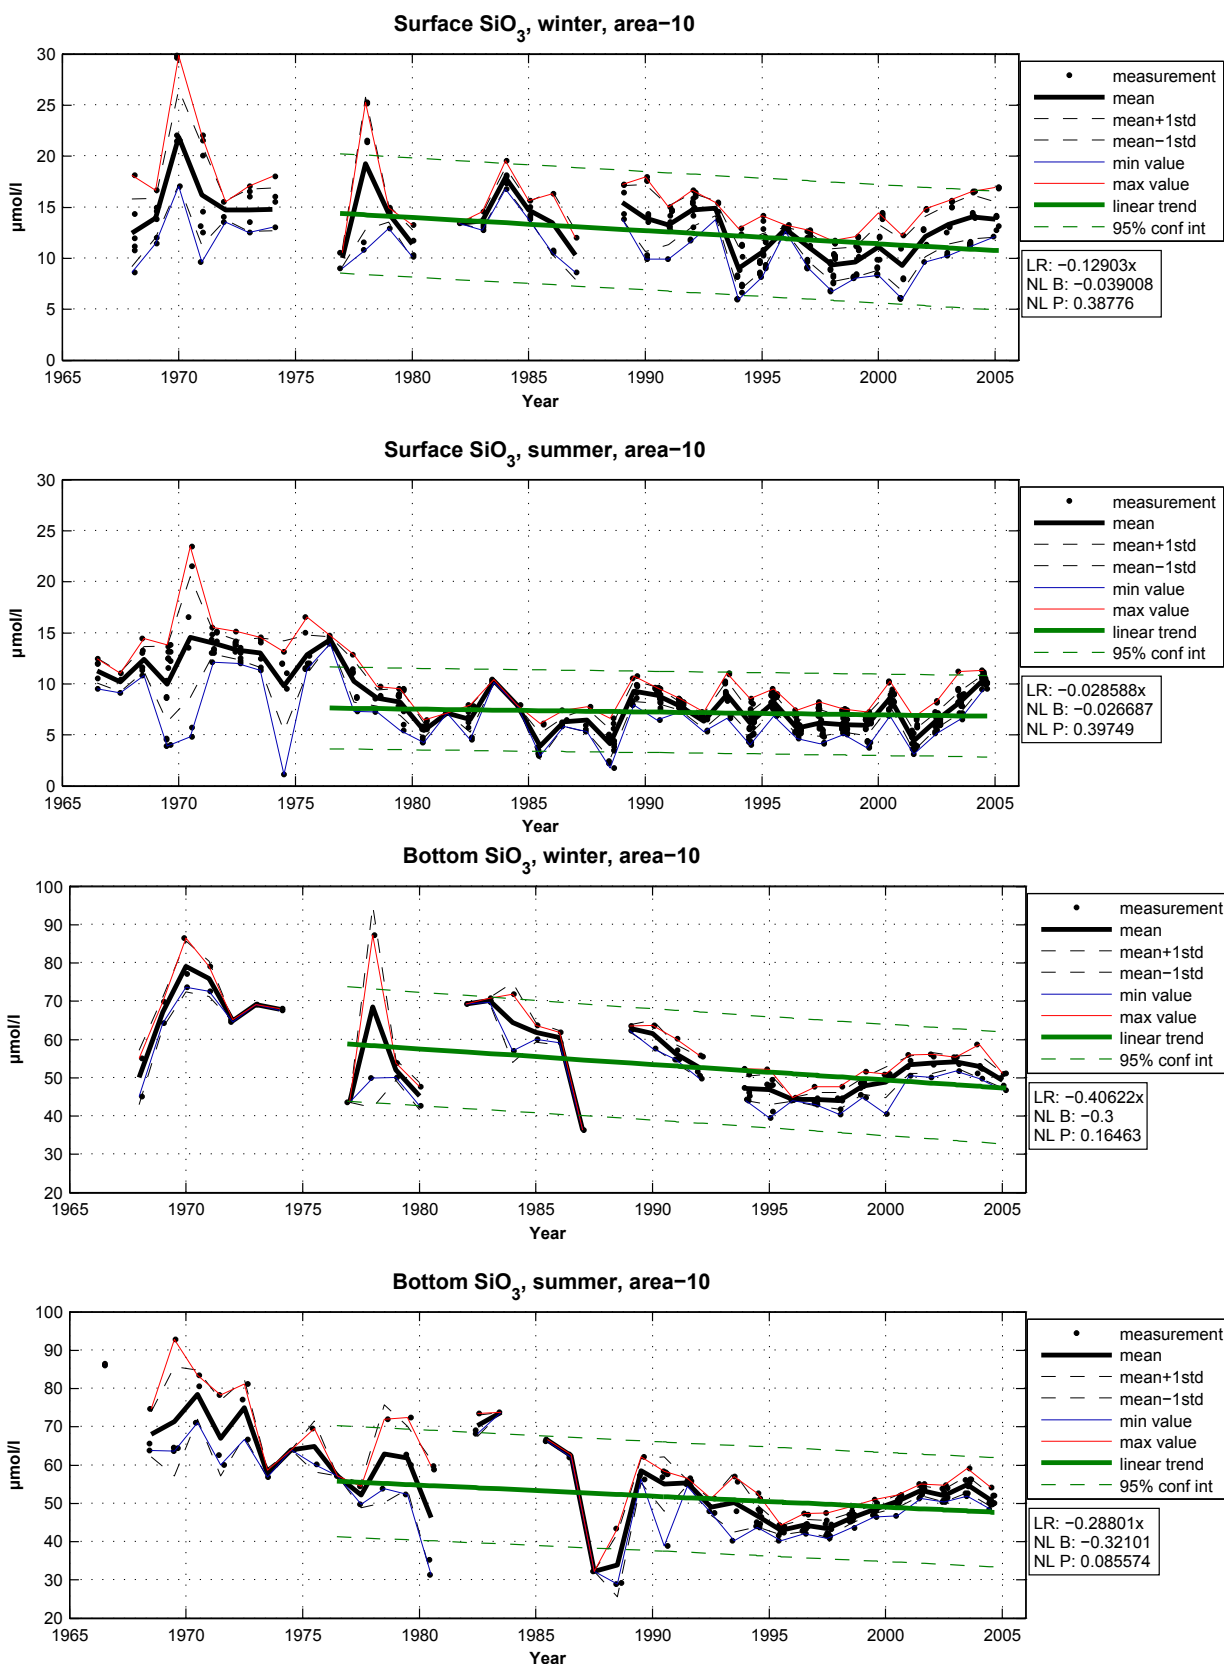 Surface SiO3, winter, area−10
30
25
20
15
10
5
0
µmol/l
1965 1970 1975 1980 1985 1990 1995 2000 2005
Year
measurement
mean
mean+1std
mean−1std
min value
max value
linear trend
95% conf int
LR: −0.12903x
NL B: −0.039008
NL P: 0.38776
Surface SiO3, summer, area−10
30
25
20
15
10
5
0
µmol/l
1965 1970 1975 1980 1985 1990 1995 2000 2005
Year
measurement
mean
mean+1std
mean−1std
min value
max value
linear trend
95% conf int
LR: −0.028588x
NL B: −0.026687
NL P: 0.39749
Bottom SiO3, winter, area−10
100
90
80
70
60
50
40
30
20
µmol/l
1965 1970 1975 1980 1985 1990 1995 2000 2005
Year
measurement
mean
mean+1std
mean−1std
min value
max value
linear trend
95% conf int
LR: −0.40622x
NL B: −0.3
NL P: 0.16463
Bottom SiO3, summer, area−10
100
90
80
70
60
50
40
30
20
µmol/l
1965 1970 1975 1980 1985 1990 1995 2000 2005
Year
measurement
mean
mean+1std
mean−1std
min value
max value
linear trend
95% conf int
LR: −0.28801x
NL B: −0.32101
NL P: 0.085574